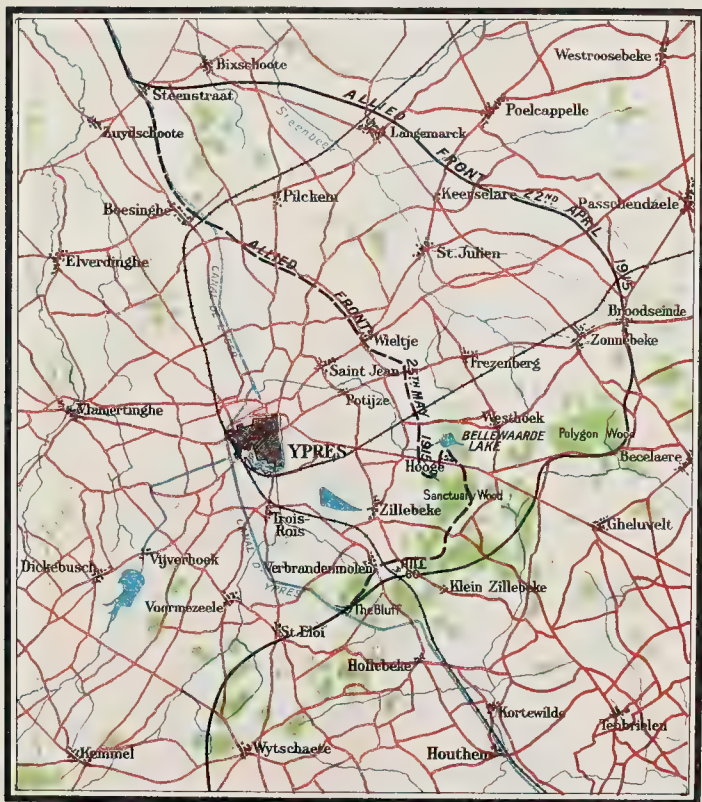 Westroosebeke
Bixschoote
Steenstraat
ALLIED FRONT 22ND APRIL 1915
Poelcappelle
Zuydschoote
Steenbeek
Langemarck
Boesinghe
Pilckem
Keerselare
Passchendaele
Elverdinghe
ALLIED FRONT 25TH MAY 1915
St. Julien
Broodseinde
Wieltje
Zonnebeke
Saint Jean
Frezenberg
Potijze
Vlamertinghe
Westhoek
BELLEWAARDE
LAKE
Polygon Wood
YPRES
Hooge
Becelaere
Sanctuary Wood
Zillebeke
Trois-
Rois
Gheluvelt
CANAL D'YPRES
Dickebusch
Vijverhoek
Verbrandenmolen
HILL
60
Klein Zillebeke
Voormezeele
The Bluff
St. Eloi
Hollebeke
Kortewilde
Tenbrielen
Kemmel
Wytschaete
Houthem